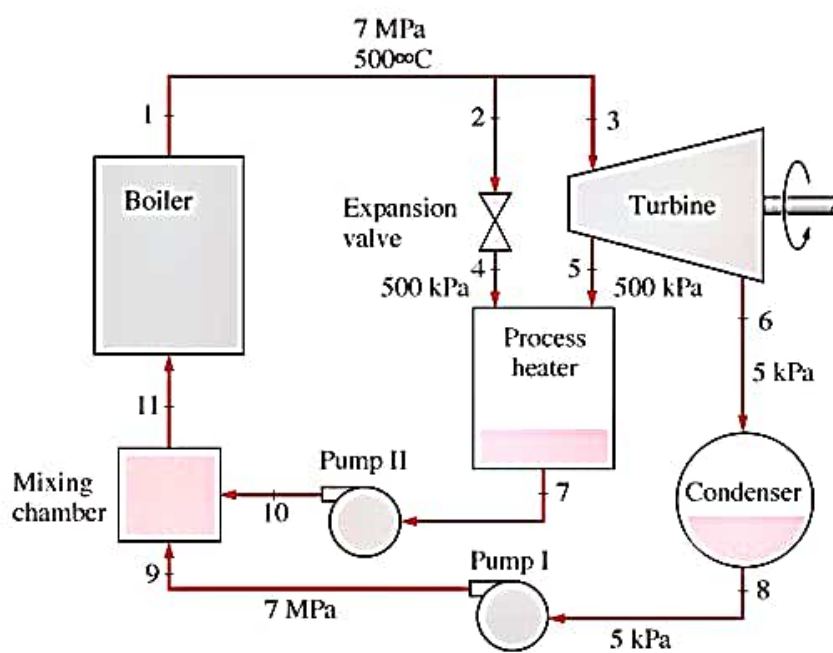 7 MPa
500∞C
1
2
3
Boiler
Expansion
valve
Turbine
4
5
500 kPa
500 kPa
6
Process
heater
5 kPa
11
Mixing
chamber
Pump II
10
7
Condenser
9
Pump I
8
7 MPa
5 kPa